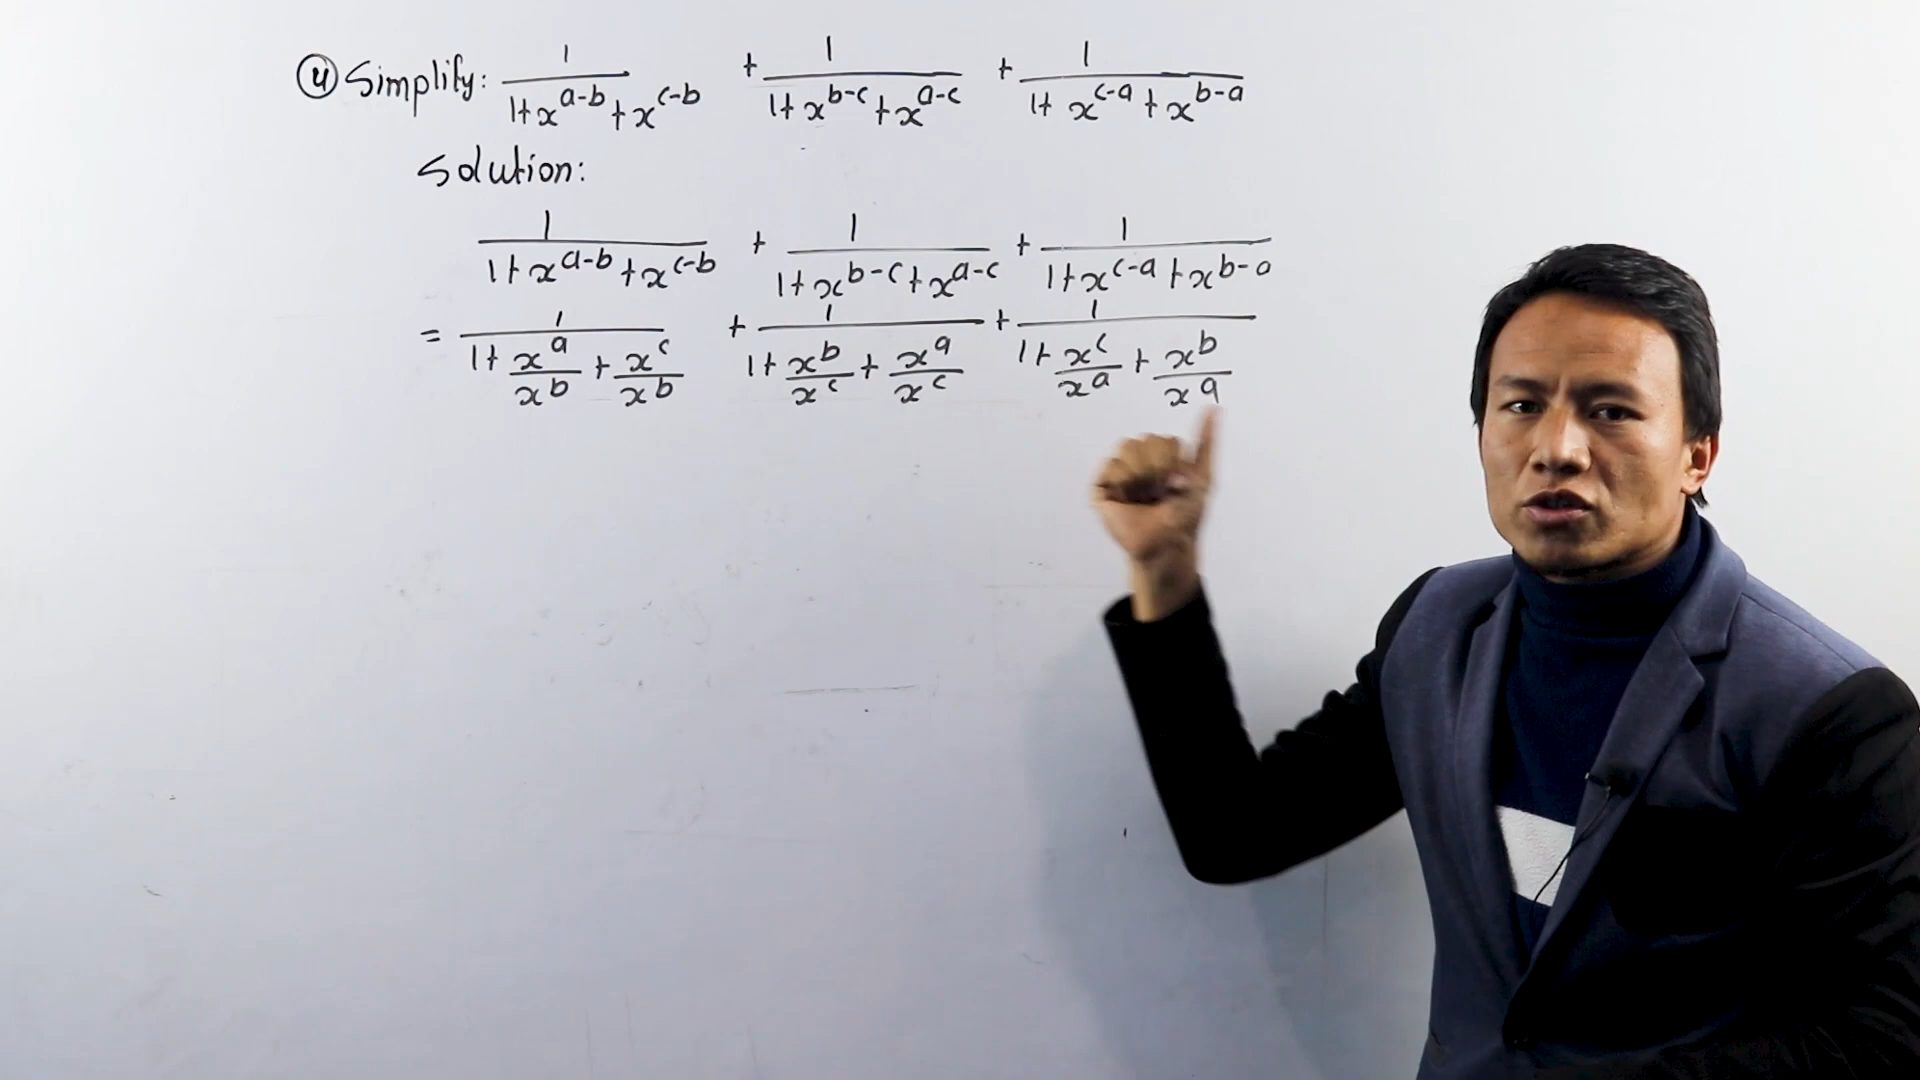 ④ Simplify: 1/(1+x^(a-b)+x^(c-b)) + 1/(1+x^(b-c)+x^(a-c)) + 1/(1+x^(c-a)+x^(b-a))
Solution:
1/(1+x^(a-b)+x^(c-b)) + 1/(1+x^(b-c)+x^(a-c)) + 1/(1+x^(c-a)+x^(b-a))
= 1/(1+x^a/x^b+x^c/x^b) + 1/(1+x^b/x^c+x^a/x^c) + 1/(1+x^c/x^a+x^b/x^a)